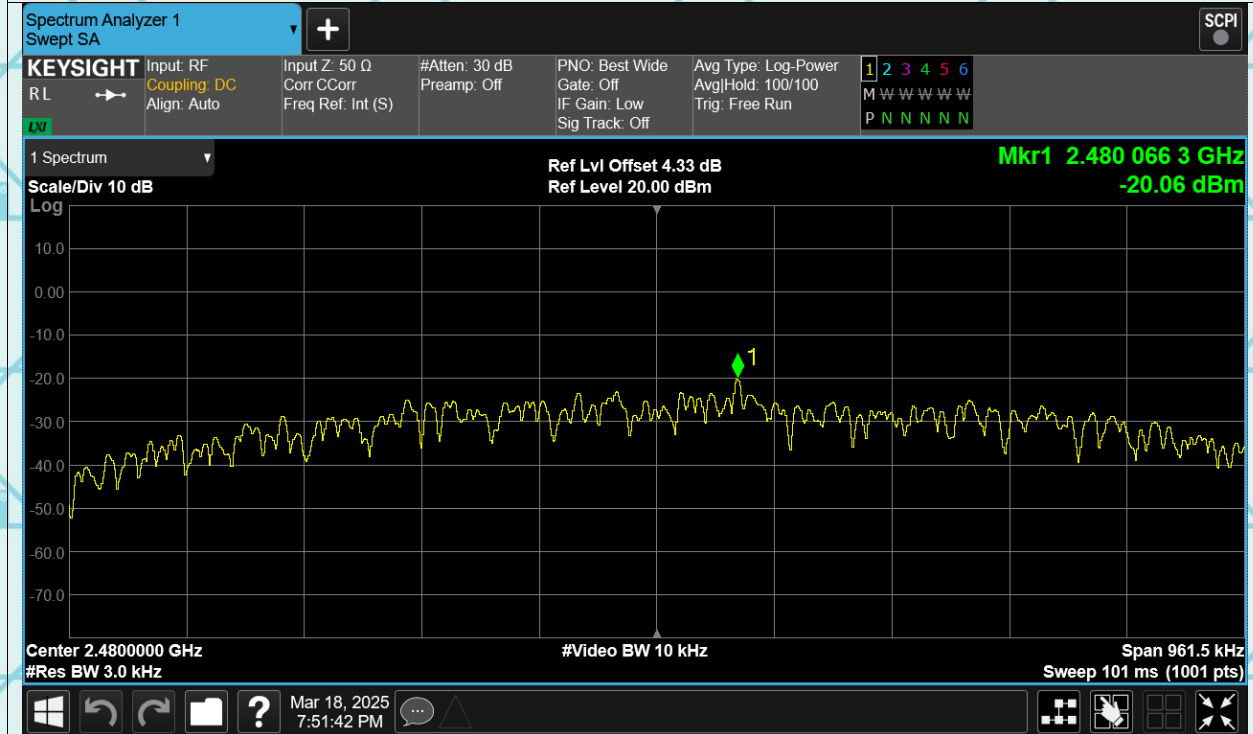 Spectrum Analyzer 1
Swept SA
+
SCPI
KEYSIGHT
R L
LXI
Input: RF
Coupling: DC
Align: Auto
Input Z: 50 Ω
Corr CCorr
Freq Ref: Int (S)
#Atten: 30 dB
Preamp: Off
PNO: Best Wide
Gate: Off
IF Gain: Low
Sig Track: Off
Avg Type: Log-Power
Avg|Hold: 100/100
Trig: Free Run
1 2 3 4 5 6
M W W W W W
P N N N N N
1 Spectrum
Scale/Div 10 dB
Log
Ref Lvl Offset 4.33 dB
Ref Level 20.00 dBm
Mkr1 2.480 066 3 GHz
-20.06 dBm
10.0
0.00
-10.0
1
-20.0
-30.0
-40.0
-50.0
-60.0
-70.0
Center 2.4800000 GHz
#Res BW 3.0 kHz
#Video BW 10 kHz
Span 961.5 kHz
Sweep 101 ms (1001 pts)
?
Mar 18, 2025
7:51:42 PM